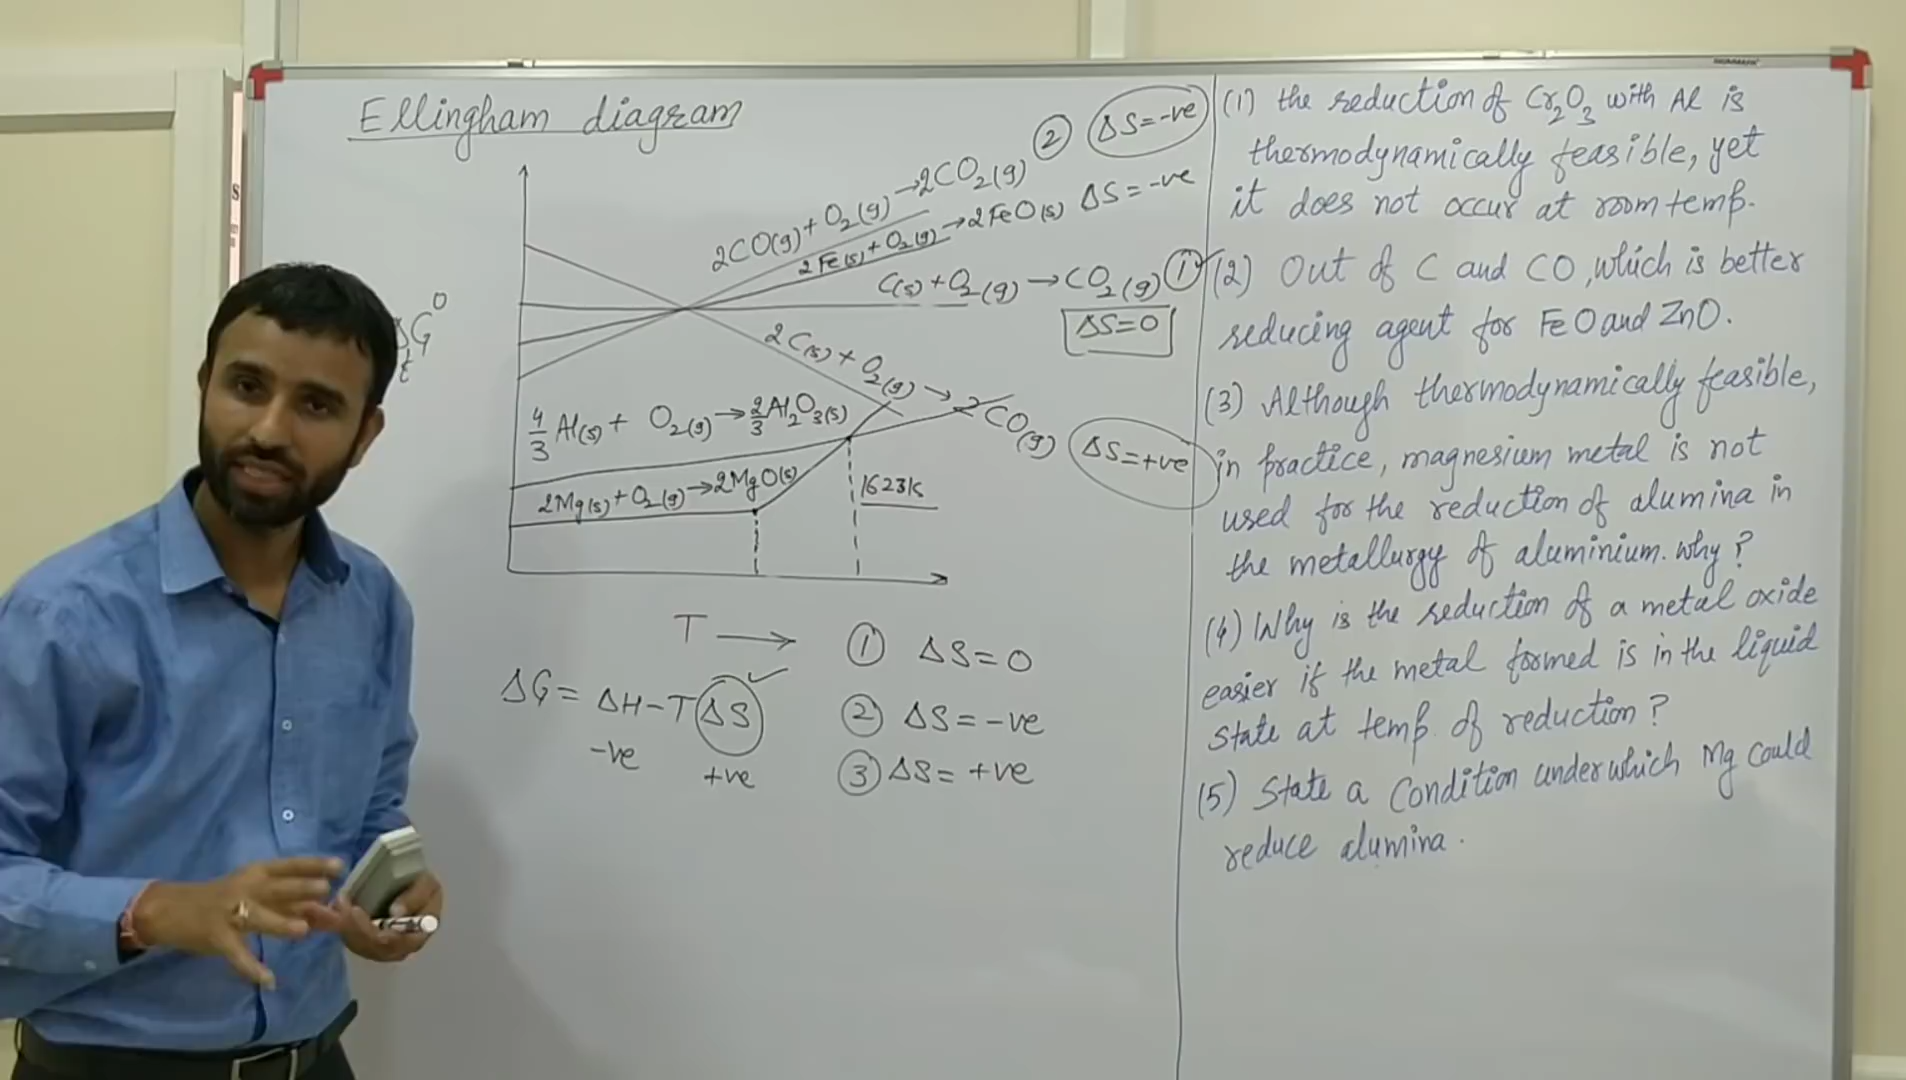 Ellingham diagram
2CO(g) + O₂(g) → 2CO₂(g) ② ΔS=-ve
2Fe(s) + O₂(g) → 2FeO(s) ΔS=-ve
C(s) + O₂(g) → CO₂(g) ①
ΔS=0
2C(s) + O₂(g) → 2CO(g)
ΔS=+ve
ΔG⁰
4/3 Al(s) + O₂(g) → 2/3 Al₂O₃(s)
2Mg(s) + O₂(g) → 2MgO(s)
1623K
T →
ΔG = ΔH-TΔS ✓
-ve +ve
① ΔS=0
② ΔS=-ve
③ ΔS=+ve
(1) the reduction of Cr₂O₃ with Al is
thermodynamically feasible, yet
it does not occur at room temp.
(2) Out of C and CO, which is better
reducing agent for FeO and ZnO.
(3) Although thermodynamically feasible,
in practice, magnesium metal is not
used for the reduction of alumina in
the metallurgy of aluminium. why?
(4) Why is the reduction of a metal oxide
easier if the metal formed is in the liquid
state at temp. of reduction?
(5) State a Condition under which Mg could
reduce alumina.